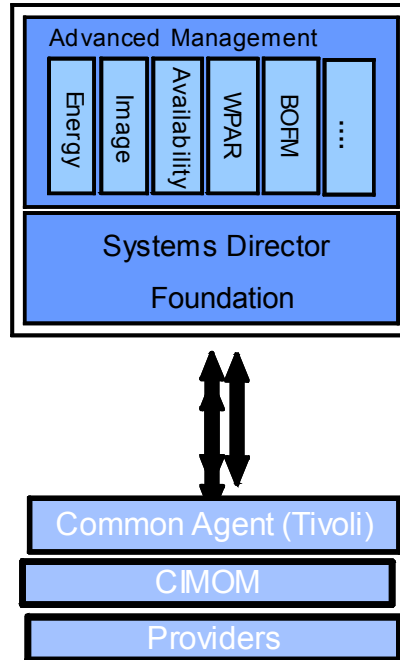 Advanced Management
Energy
Image
Availability
WPAR
BOFM
....
Systems Director
Foundation
Common Agent (Tivoli)
CIMOM
Providers